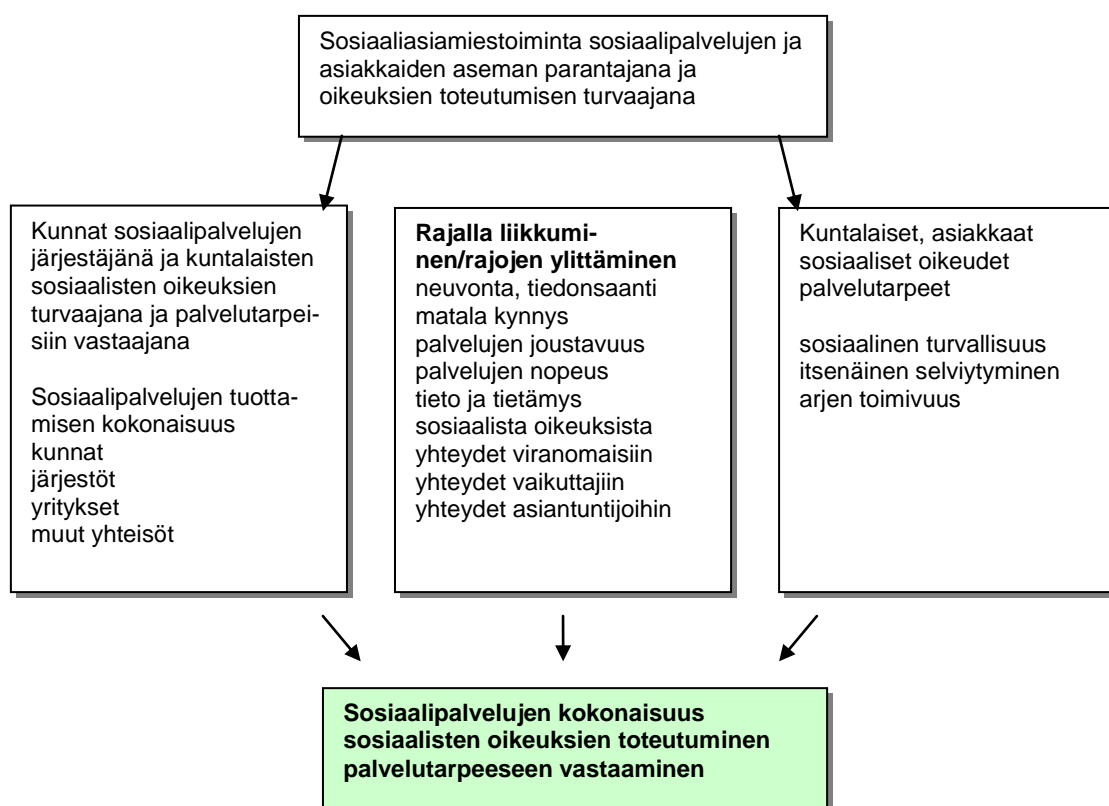 Sosiaaliasiamiestoiminta sosiaalipalvelujen ja
asiakkaiden aseman parantajana ja
oikeuksien toteutumisen turvaajana
Kunnat sosiaalipalvelujen
järjestäjänä ja kuntalaisten
sosiaalisten oikeuksien
turvaajana ja palvelutarpei-
siin vastaajana
Sosiaalipalvelujen tuotta-
misen kokonaisuus
kunnat
järjestöt
yritykset
muut yhteisöt
Rajalla liikkumi-
nen/rajojen ylittäminen
neuvonta, tiedonsaanti
matala kynnys
palvelujen joustavuus
palvelujen nopeus
tieto ja tietämys
sosiaalista oikeuksista
yhteydet viranomaisiin
yhteydet vaikuttajiin
yhteydet asiantuntijoihin
Kuntalaiset, asiakkaat
sosiaaliset oikeudet
palvelutarpeet
sosiaalinen turvallisuus
itsenäinen selviytyminen
arjen toimivuus
Sosiaalipalvelujen kokonaisuus
sosiaalisten oikeuksien toteutuminen
palvelutarpeeseen vastaaminen